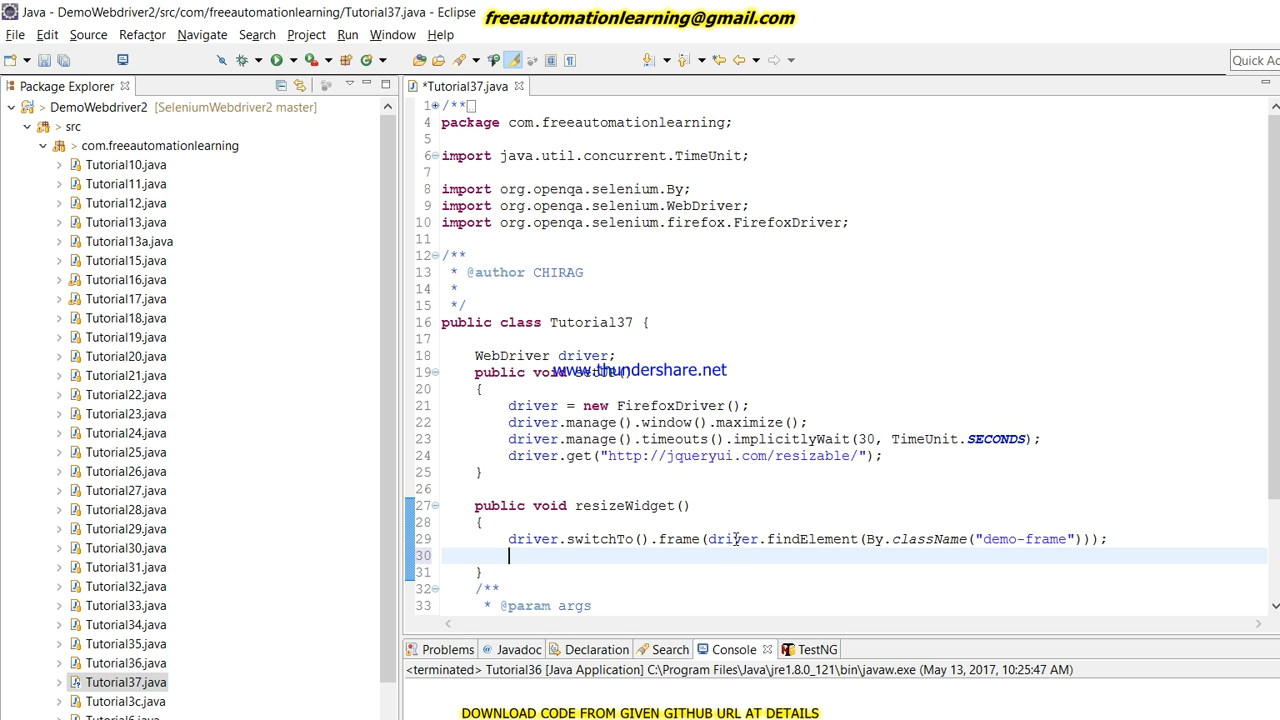 Java - DemoWebdriver2/src/com/freeautomationlearning/Tutorial37.java - Eclipse
freeautomationlearning@gmail.com
File Edit Source Refactor Navigate Search Project Run Window Help
Quick Ac
Package Explorer
*Tutorial37.java
DemoWebdriver2 [SeleniumWebdriver2 master]
src
com.freeautomationlearning
Tutorial10.java
Tutorial11.java
Tutorial12.java
Tutorial13.java
Tutorial13a.java
Tutorial15.java
Tutorial16.java
Tutorial17.java
Tutorial18.java
Tutorial19.java
Tutorial20.java
Tutorial21.java
Tutorial22.java
Tutorial23.java
Tutorial24.java
Tutorial25.java
Tutorial26.java
Tutorial27.java
Tutorial28.java
Tutorial29.java
Tutorial30.java
Tutorial31.java
Tutorial32.java
Tutorial33.java
Tutorial34.java
Tutorial35.java
Tutorial36.java
Tutorial37.java
Tutorial3c.java
Tutorial6.java
1 /**
4 package com.freeautomationlearning;
5
6 import java.util.concurrent.TimeUnit;
7
8 import org.openqa.selenium.By;
9 import org.openqa.selenium.WebDriver;
10 import org.openqa.selenium.firefox.FirefoxDriver;
11
12 /**
13 * @author CHIRAG
14 *
15 */
16 public class Tutorial37 {
17
18 WebDriver driver;
19 public void
www.thundershare.net
20 {
21 driver = new FirefoxDriver();
22 driver.manage().window().maximize();
23 driver.manage().timeouts().implicitlyWait(30, TimeUnit.SECONDS);
24 driver.get("http://jqueryui.com/resizable/");
25 }
26
27 public void resizeWidget()
28 {
29 driver.switchTo().frame(driver.findElement(By.className("demo-frame")));
30
31 }
32 /**
33 * @param args
Problems Javadoc Declaration Search Console TestNG
<terminated> Tutorial36 [Java Application] C:\Program Files\Java\jre1.8.0_121\bin\javaw.exe (May 13, 2017, 10:25:47 AM)
DOWNLOAD CODE FROM GIVEN GITHUB URL AT DETAILS